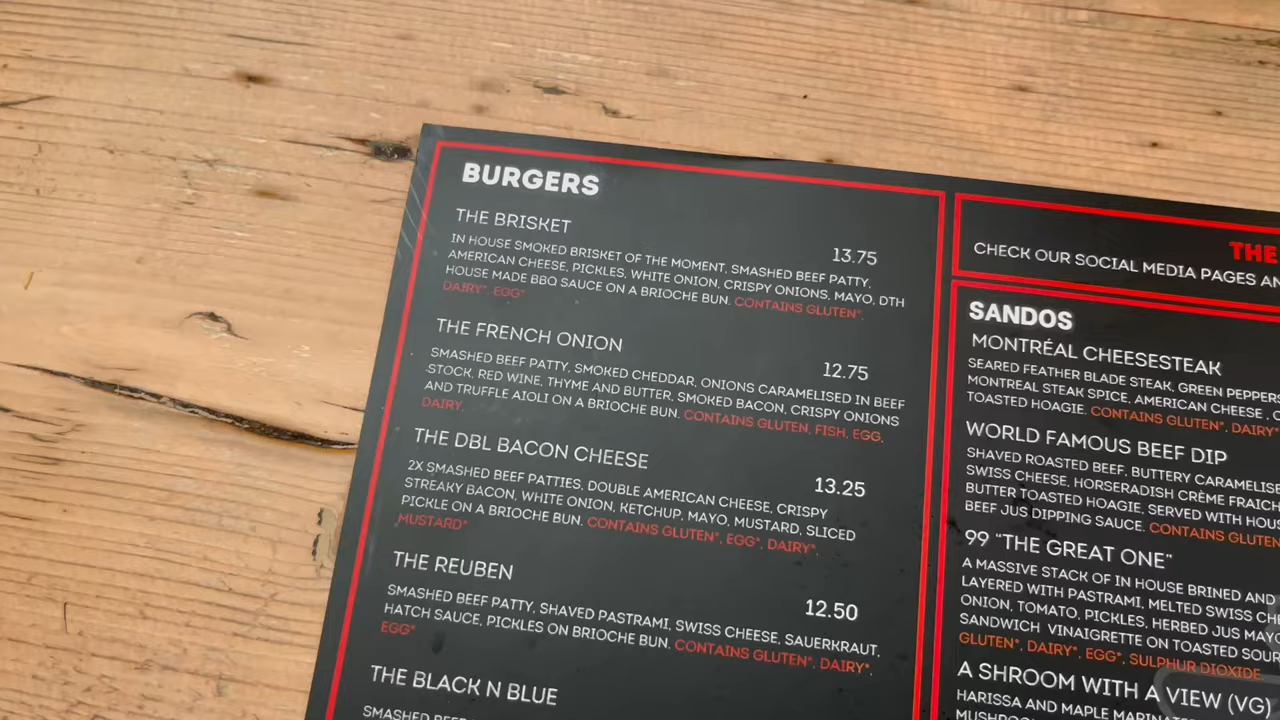 BURGERS
THE BRISKET
13.75
IN HOUSE SMOKED BRISKET OF THE MOMENT, SMASHED BEEF PATTY,
AMERICAN CHEESE, PICKLES, WHITE ONION, CRISPY ONIONS, MAYO, DTH
HOUSE MADE BBQ SAUCE ON A BRIOCHE BUN. CONTAINS GLUTEN*,
DAIRY*, EGG*
THE FRENCH ONION
12.75
SMASHED BEEF PATTY, SMOKED CHEDDAR, ONIONS CARAMELISED IN BEEF
STOCK, RED WINE, THYME AND BUTTER. SMOKED BACON, CRISPY ONIONS
AND TRUFFLE AIOLI ON A BRIOCHE BUN. CONTAINS GLUTEN, FISH, EGG,
DAIRY.
THE DBL BACON CHEESE
13.25
2X SMASHED BEEF PATTIES, DOUBLE AMERICAN CHEESE, CRISPY
STREAKY BACON, WHITE ONION, KETCHUP, MAYO, MUSTARD, SLICED
PICKLE ON A BRIOCHE BUN. CONTAINS GLUTEN*, EGG*, DAIRY*,
MUSTARD*
THE REUBEN
12.50
SMASHED BEEF PATTY, SHAVED PASTRAMI, SWISS CHEESE, SAUERKRAUT,
HATCH SAUCE, PICKLES ON BRIOCHE BUN. CONTAINS GLUTEN*, DAIRY*,
EGG*
THE BLACK N BLUE
SMASHED BEEF
THE
CHECK OUR SOCIAL MEDIA PAGES
SANDOS
MONTRÉAL CHEESESTEAK
SEARED FEATHER BLADE STEAK, GREEN PEPPERS
MONTREAL STEAK SPICE, AMERICAN CHEESE ,
TOASTED HOAGIE. CONTAINS GLUTEN*, DAIRY*
WORLD FAMOUS BEEF DIP
SHAVED ROASTED BEEF, BUTTERY CARAMELISE
SWISS CHEESE, HORSERADISH CRÈME FRAICH
BUTTER TOASTED HOAGIE, SERVED WITH HOUS
BEEF JUS DIPPING SAUCE. CONTAINS GLUTEN
99 "THE GREAT ONE"
A MASSIVE STACK OF IN HOUSE BRINED AND
LAYERED WITH PASTRAMI, MELTED SWISS CHE
ONION, TOMATO, PICKLES, HERBED JUS MAYO
SANDWICH VINAIGRETTE ON TOASTED SOUR
GLUTEN*, DAIRY*, EGG*, SULPHUR DIOXIDE.
A SHROOM WITH A VIEW (VG)
HARISSA AND MAPLE MARINAT